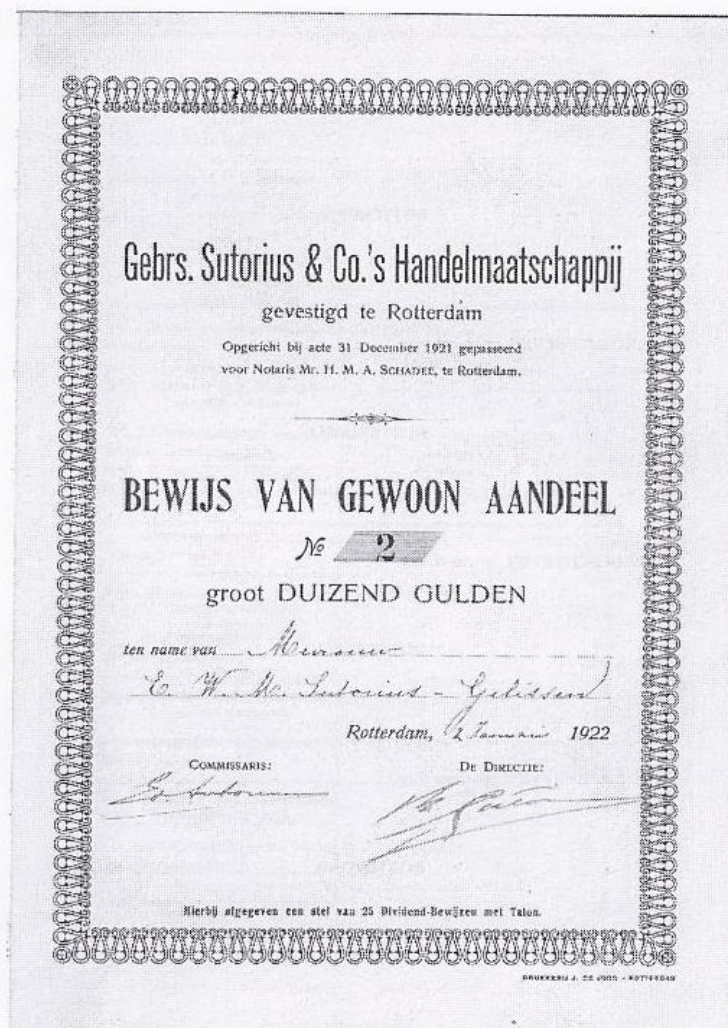 Gebrs. Sutorius & Co.'s Handelmaatschappij
gevestigd te Rotterdam
Opgericht bij acte 31 December 1921 gepasseerd
voor Notaris Mr. H. M. A. SCHADEE, te Rotterdam.
BEWIJS VAN GEWOON AANDEEL
No 2
groot DUIZEND GULDEN
ten name van Mevrouw
E. W. M. Sutorius - Gelissen
Rotterdam, 2 Januari 1922
COMMISSARIS: DE DIRECTIE:
Hierbij afgegeven een stel van 25 Dividend-Bewijzen met Talon.
DRUKKERIJ J. DE JONG - ROTTERDAM